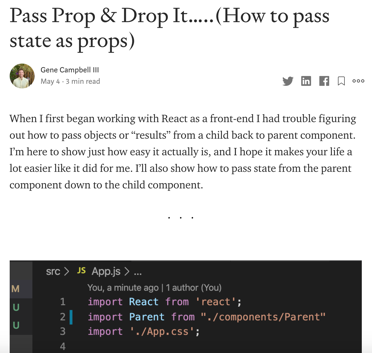 Pass Prop & Drop It…..(How to pass
state as props)
Gene Campbell III
May 4 · 3 min read
When I first began working with React as a front-end I had trouble figuring
out how to pass objects or “results” from a child back to parent component.
I’m here to show just how easy it actually is, and I hope it makes your life a
lot easier like it did for me. I’ll also show how to pass state from the parent
component down to the child component.
. . .
src > JS App.js > ...
You, a minute ago | 1 author (You)
M 1 import React from 'react';
U 2 import Parent from "./components/Parent"
U 3 import './App.css';
4